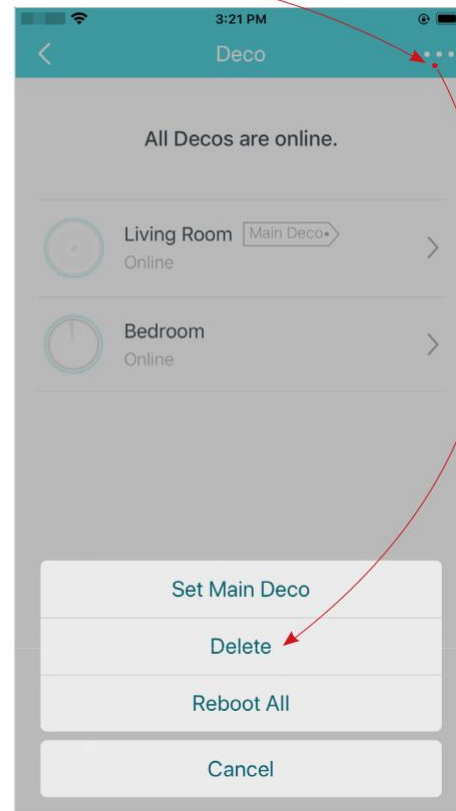 3:21 PM
Deco
All Decos are online.
Living Room Main Deco
Online
Bedroom
Online
Set Main Deco
Delete
Reboot All
Cancel